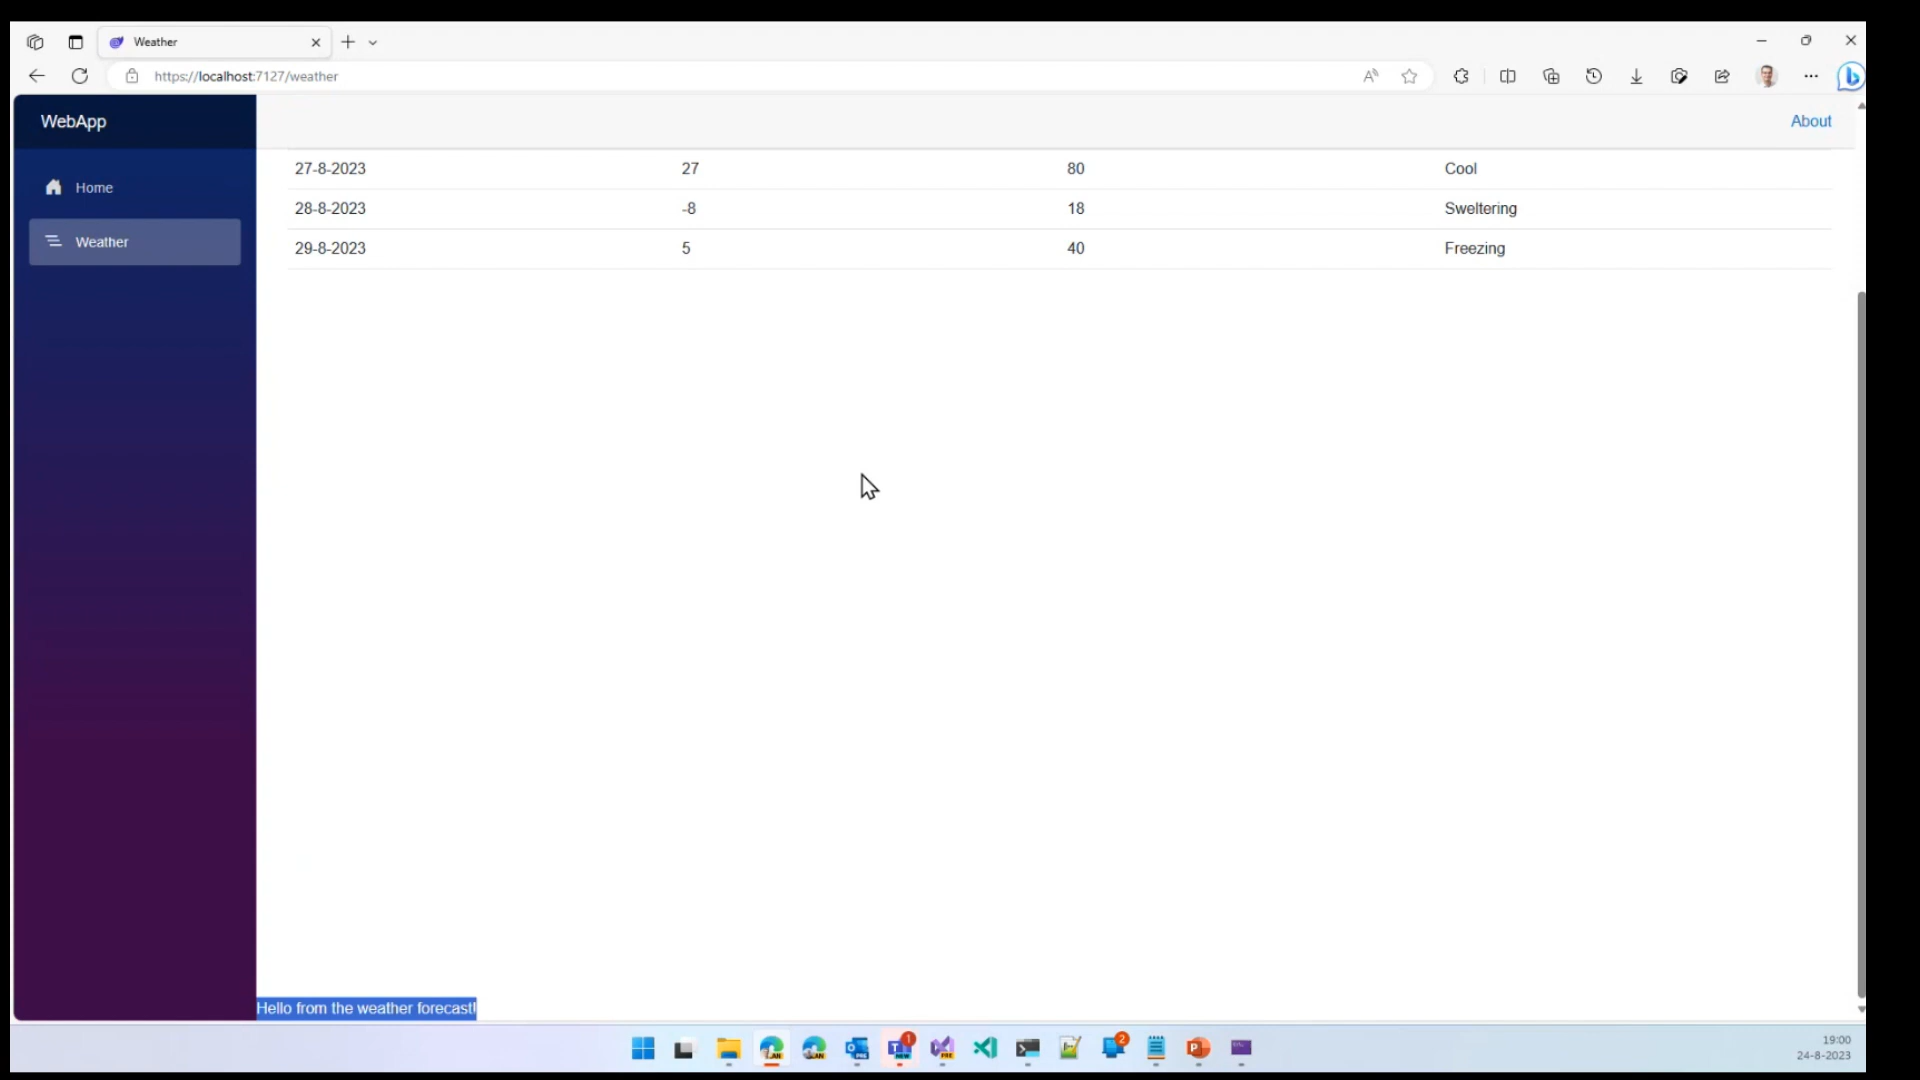 Weather
https://localhost:7127/weather
WebApp
About
Home
Weather
27-8-2023 27 80 Cool
28-8-2023 -8 18 Sweltering
29-8-2023 5 40 Freezing
Hello from the weather forecast!
19:00
24-8-2023